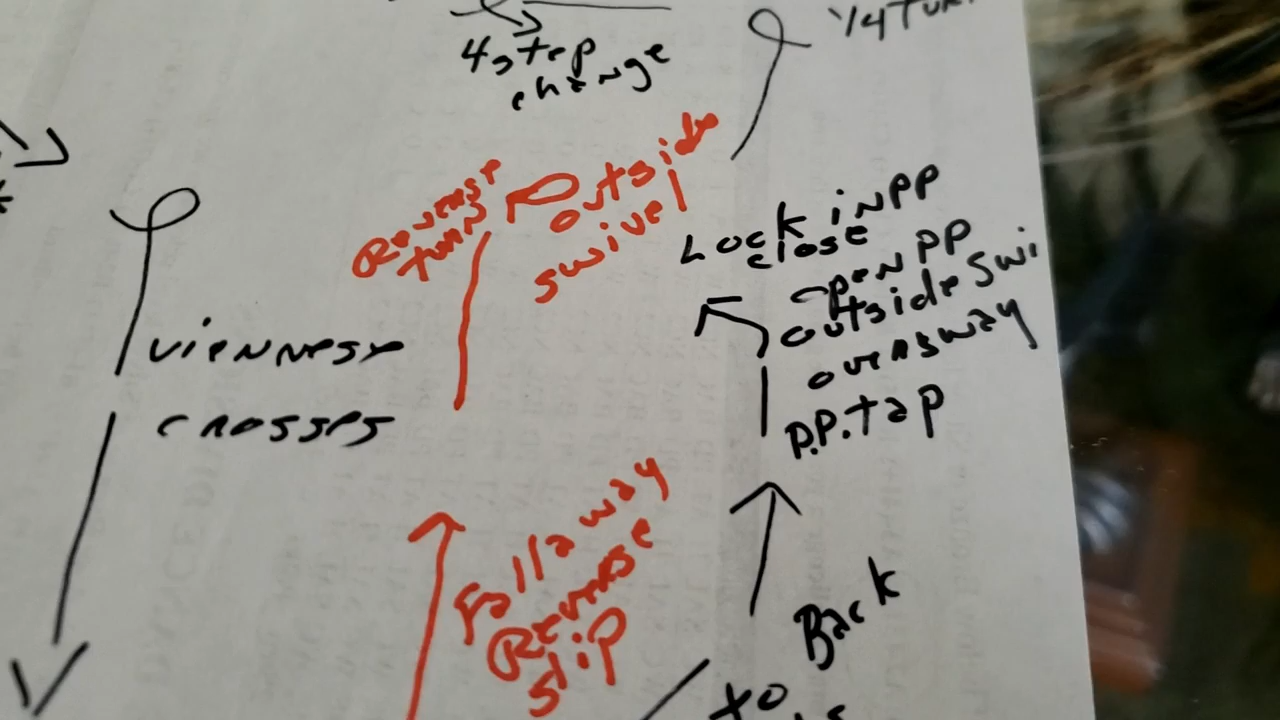 4 step
change
1/4 TURN
Reverse
turn
outside
swivel
Lock in PP
close
open PP
outside Swi
oversway
P.P. tap
Viennese
crosses
Fallaway
Reverse
slip
Back
to